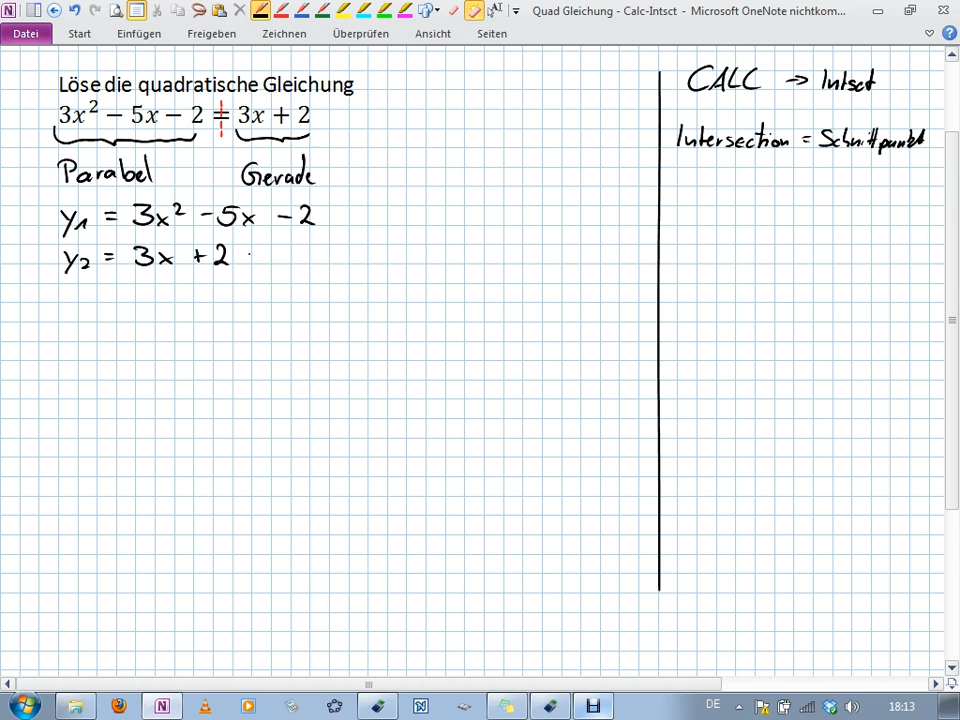 Quad Gleichung - Calc-Intsct - Microsoft OneNote nichtkom...
Datei Start Einfügen Freigeben Zeichnen Überprüfen Ansicht Seiten
Löse die quadratische Gleichung
3x² − 5x − 2 = 3x + 2
Parabel Gerade
y₁ = 3x² - 5x - 2
y₂ = 3x + 2
CALC → Intsct
Intersection = Schnittpunkt
DE 18:13